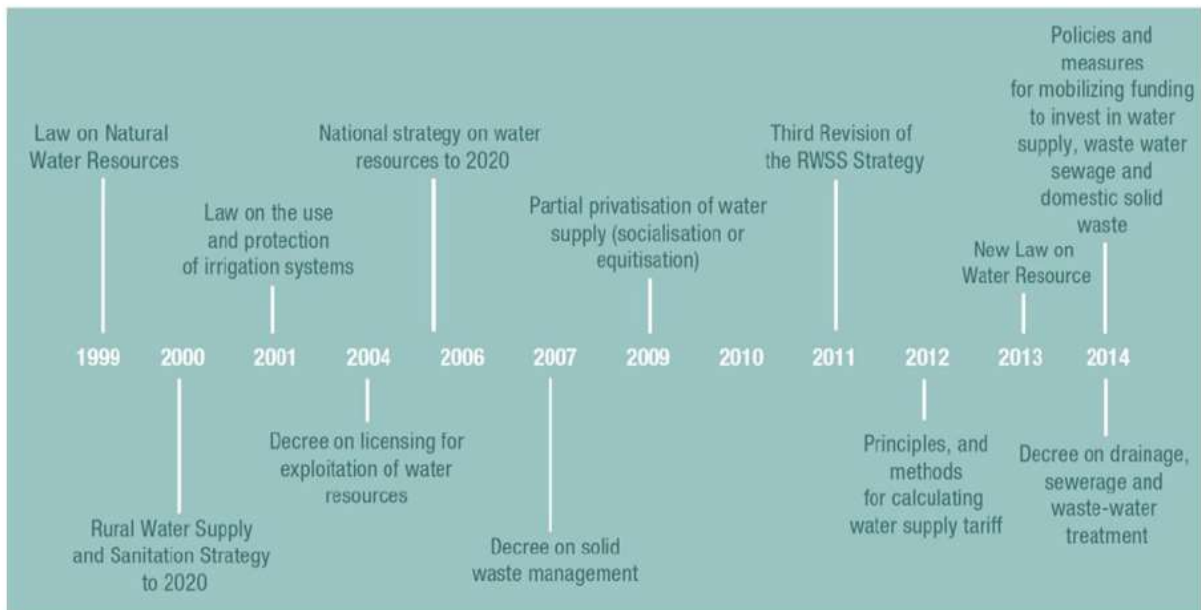 Law on Natural
Water Resources
Law on the use
and protection
of irrigation systems
National strategy on water
resources to 2020
Partial privatisation of water
supply (socialisation or
equitisation)
Third Revision of
the RWSS Strategy
New Law on
Water Resource
Policies and
measures
for mobilizing funding
to invest in water
supply, waste water
sewage and
domestic solid
waste
1999 2000 2001 2004 2006 2007 2009 2010 2011 2012 2013 2014
Rural Water Supply
and Sanitation Strategy
to 2020
Decree on licensing for
exploitation of water
resources
Decree on solid
waste management
Principles, and
methods
for calculating
water supply tariff
Decree on drainage,
sewerage and
waste-water
treatment